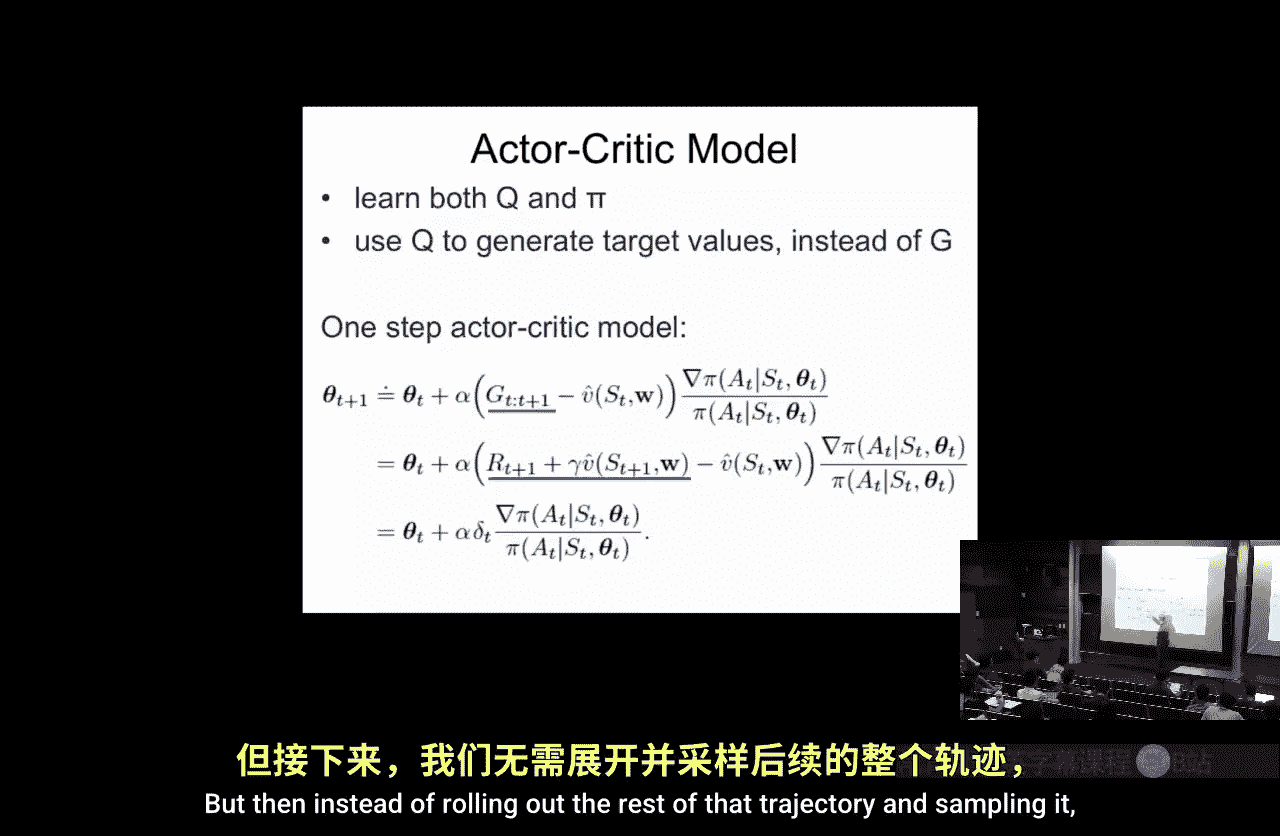 Actor-Critic Model
• learn both Q and π
• use Q to generate target values, instead of G
One step actor-critic model:
θ_{t+1} ≐ θ_t + α(G_{t:t+1} − v̂(S_t,w)) ∇π(A_t|S_t, θ_t) / π(A_t|S_t, θ_t)
= θ_t + α(R_{t+1} + γv̂(S_{t+1},w) − v̂(S_t,w)) ∇π(A_t|S_t, θ_t) / π(A_t|S_t, θ_t)
= θ_t + αδ_t ∇π(A_t|S_t, θ_t) / π(A_t|S_t, θ_t).
但接下来，我们无需展开并采样后续的整个轨迹，
字幕课程
But then instead of rolling out the rest of that trajectory and sampling it,